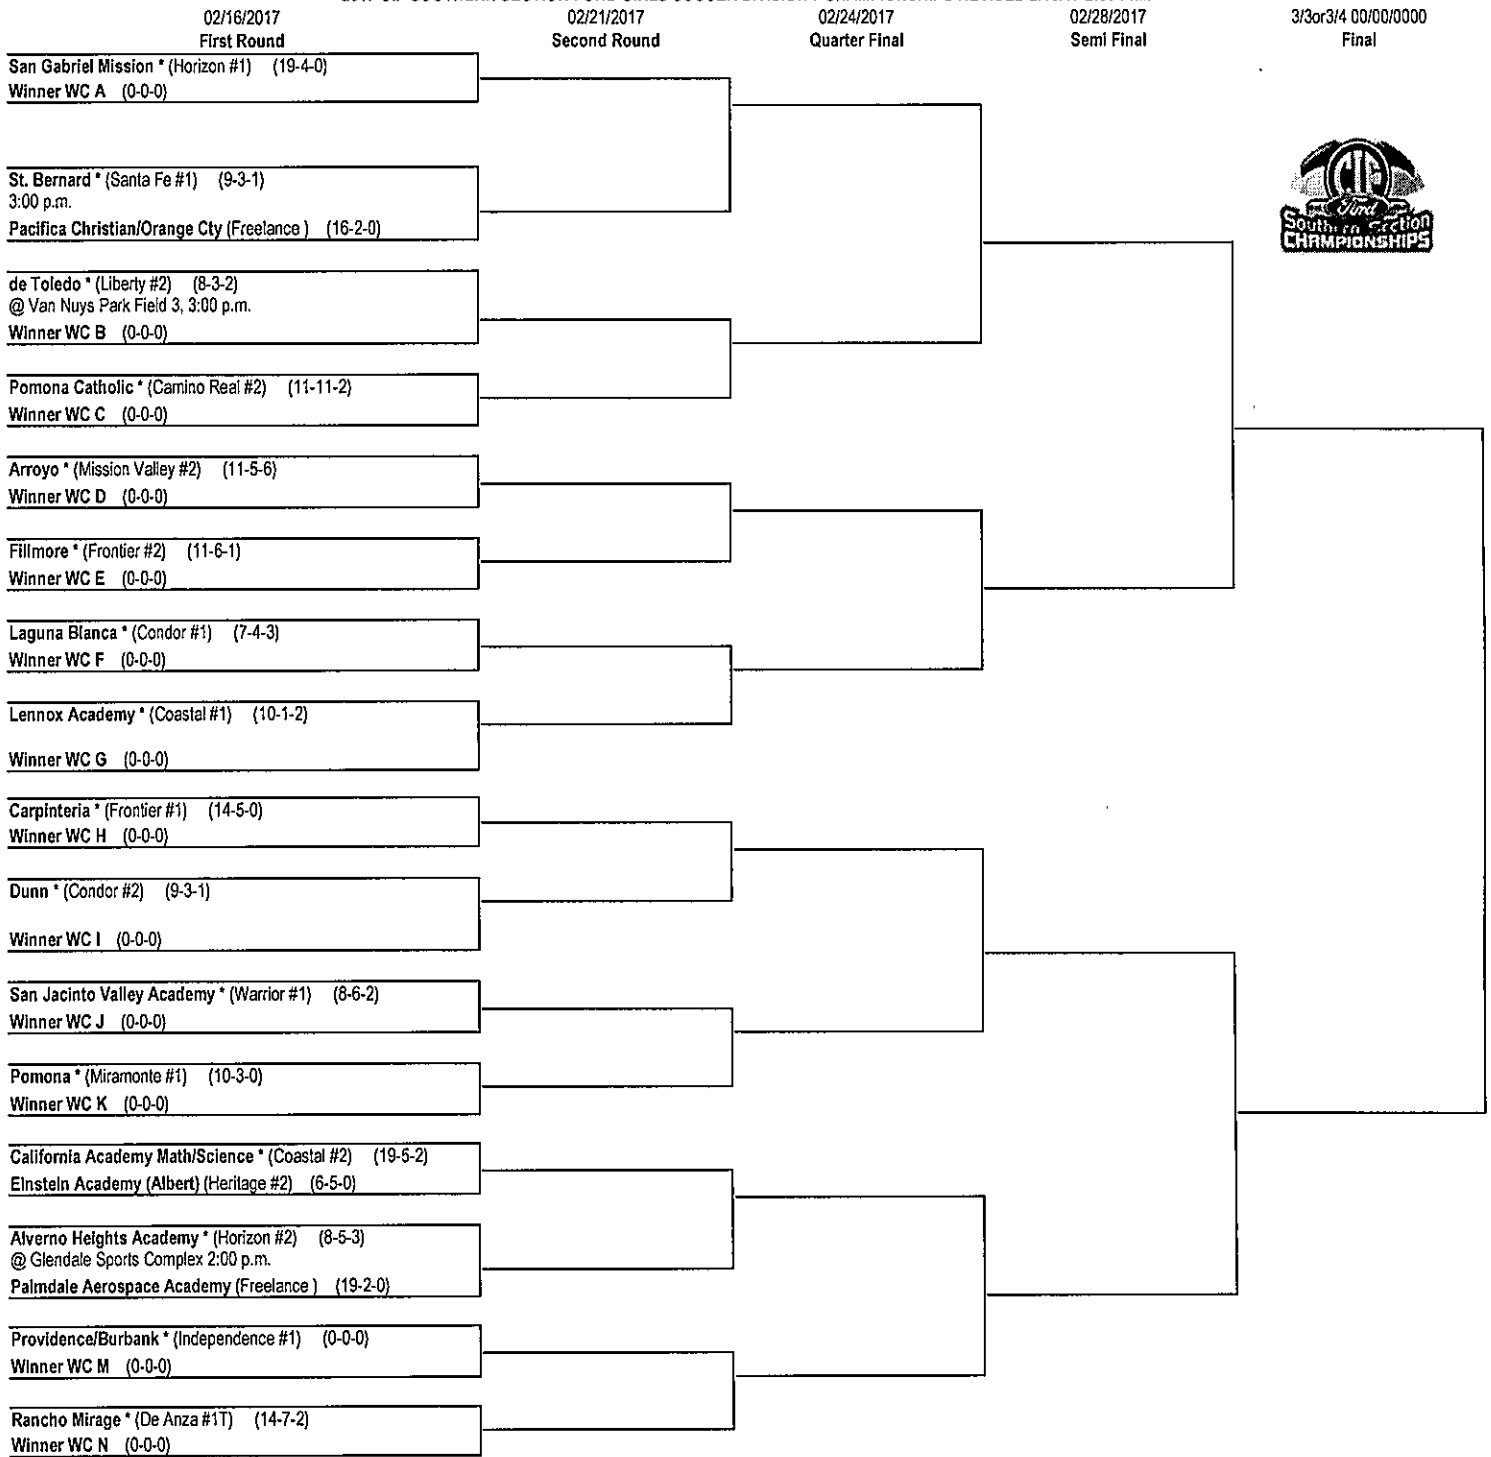 02/16/2017
First Round
02/21/2017
Second Round
02/24/2017
Quarter Final
02/28/2017
Semi Final
3/3or3/4 00/00/0000
Final
San Gabriel Mission * (Horizon #1) (19-4-0)
Winner WC A (0-0-0)
St. Bernard * (Santa Fe #1) (9-3-1)
3:00 p.m.
Pacifica Christian/Orange Cty (Freelance ) (16-2-0)
de Toledo * (Liberty #2) (8-3-2)
@ Van Nuys Park Field 3, 3:00 p.m.
Winner WC B (0-0-0)
Pomona Catholic * (Camino Real #2) (11-11-2)
Winner WC C (0-0-0)
Arroyo * (Mission Valley #2) (11-5-6)
Winner WC D (0-0-0)
Fillmore * (Frontier #2) (11-6-1)
Winner WC E (0-0-0)
Laguna Blanca * (Condor #1) (7-4-3)
Winner WC F (0-0-0)
Lennox Academy * (Coastal #1) (10-1-2)
Winner WC G (0-0-0)
Carpinteria * (Frontier #1) (14-5-0)
Winner WC H (0-0-0)
Dunn * (Condor #2) (9-3-1)
Winner WC I (0-0-0)
San Jacinto Valley Academy * (Warrior #1) (8-6-2)
Winner WC J (0-0-0)
Pomona * (Miramonte #1) (10-3-0)
Winner WC K (0-0-0)
California Academy Math/Science * (Coastal #2) (19-5-2)
Einstein Academy (Albert) (Heritage #2) (6-5-0)
Alverno Heights Academy * (Horizon #2) (8-5-3)
@ Glendale Sports Complex 2:00 p.m.
Palmdale Aerospace Academy (Freelance ) (19-2-0)
Providence/Burbank * (Independence #1) (0-0-0)
Winner WC M (0-0-0)
Rancho Mirage * (De Anza #1T) (14-7-2)
Winner WC N (0-0-0)
CIF
Ford
Southern Section
CHAMPIONSHIPS